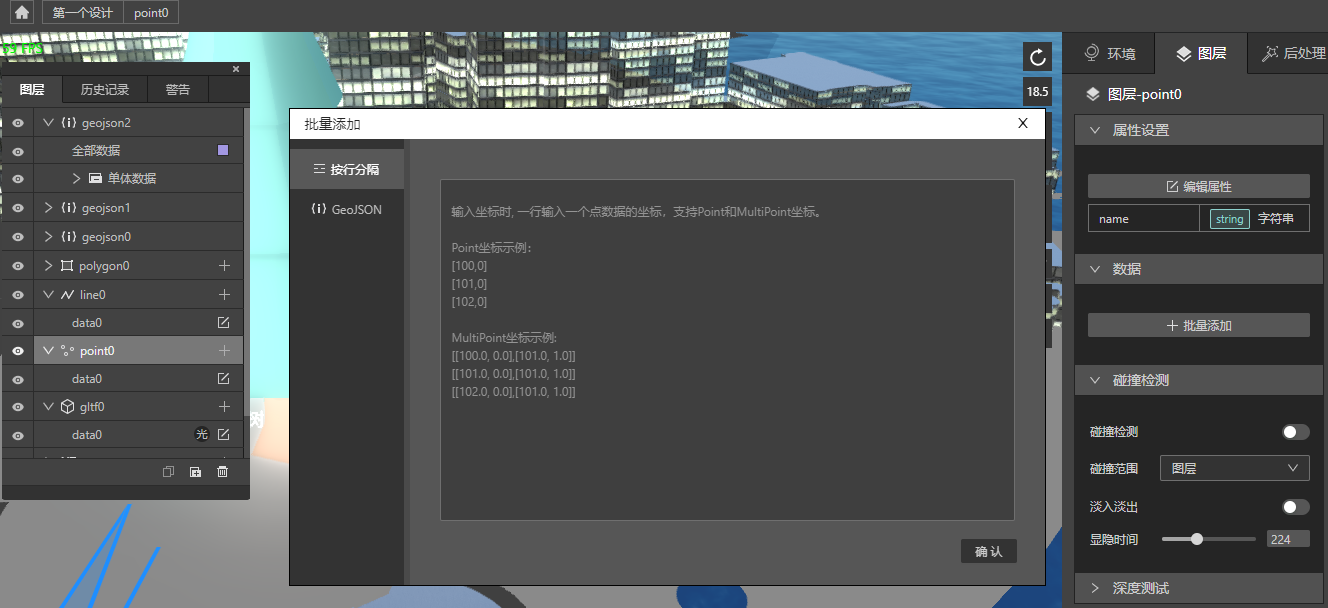 第一个设计
point0
59 FPS
18.5
图层
历史记录
警告
geojson2
全部数据
单体数据
geojson1
geojson0
polygon0
line0
data0
point0
data0
gltf0
data0
光
树
批量添加
X
按行分隔
GeoJSON
输入坐标时, 一行输入一个点数据的坐标，支持Point和MultiPoint坐标。
Point坐标示例：
[100,0]
[101,0]
[102,0]
MultiPoint坐标示例:
[[100.0, 0.0],[101.0, 1.0]]
[[101.0, 0.0],[101.0, 1.0]]
[[102.0, 0.0],[101.0, 1.0]]
确 认
环境
图层
后处理
图层-point0
属性设置
编辑属性
name
string 字符串
数据
批量添加
碰撞检测
碰撞检测
碰撞范围
图层
淡入淡出
显隐时间
224
深度测试